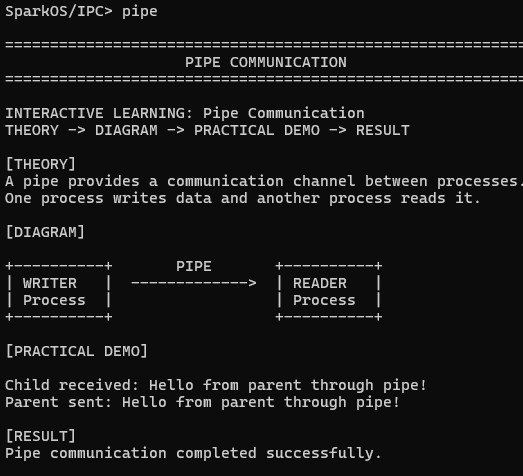 SparkOS/IPC> pipe
==========================================================
PIPE COMMUNICATION
==========================================================
INTERACTIVE LEARNING: Pipe Communication
THEORY -> DIAGRAM -> PRACTICAL DEMO -> RESULT
[THEORY]
A pipe provides a communication channel between processes.
One process writes data and another process reads it.
[DIAGRAM]
+----------+       PIPE       +----------+
| WRITER   |  ------------->  | READER   |
| Process  |                  | Process  |
+----------+                  +----------+
[PRACTICAL DEMO]
Child received: Hello from parent through pipe!
Parent sent: Hello from parent through pipe!
[RESULT]
Pipe communication completed successfully.